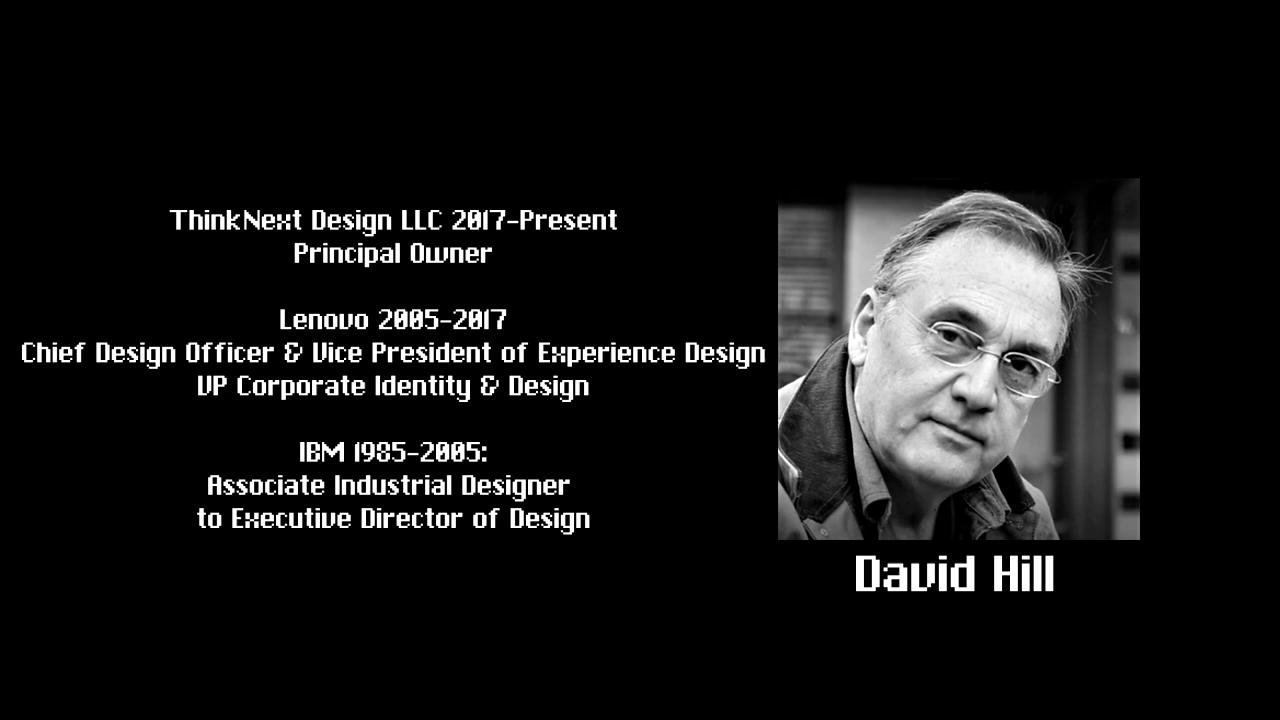 ThinkNext Design LLC 2017-Present
Principal Owner
Lenovo 2005-2017
Chief Design Officer & Vice President of Experience Design
VP Corporate Identity & Design
IBM 1985-2005:
Associate Industrial Designer
to Executive Director of Design
David Hill